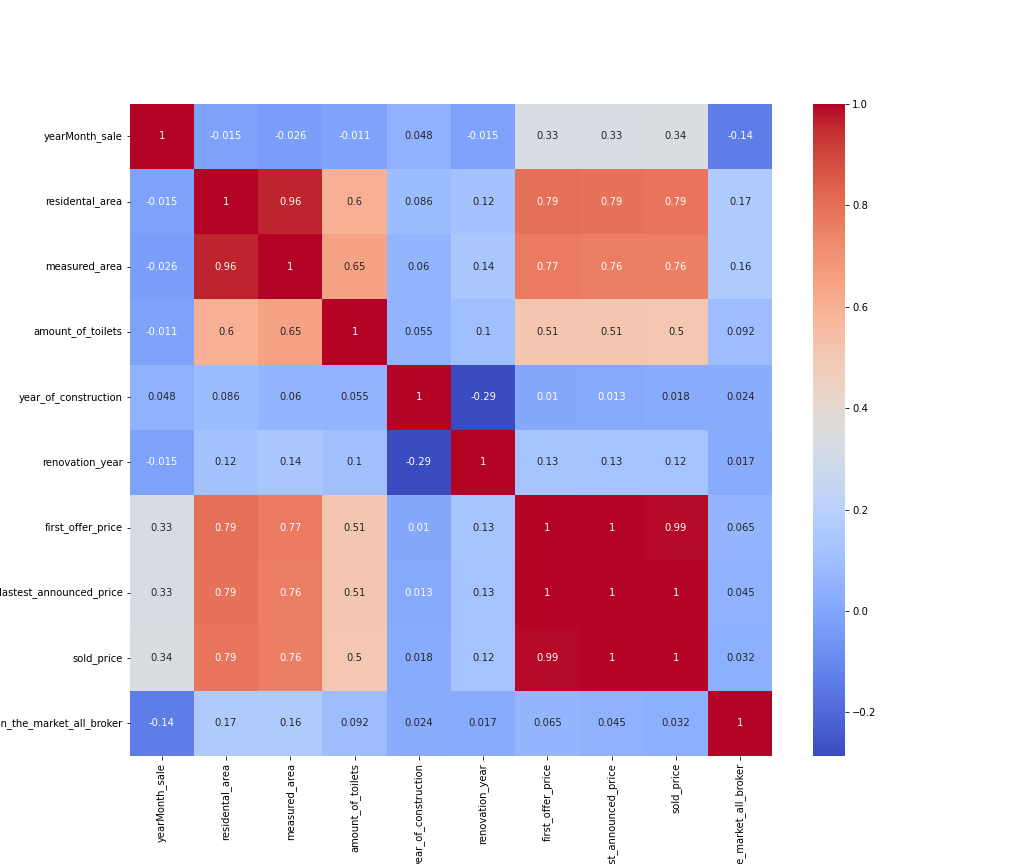 yearMonth_sale 1 -0.015 -0.026 -0.011 0.048 -0.015 0.33 0.33 0.34 -0.14
residental_area -0.015 1 0.96 0.6 0.086 0.12 0.79 0.79 0.79 0.17
measured_area -0.026 0.96 1 0.65 0.06 0.14 0.77 0.76 0.76 0.16
amount_of_toilets -0.011 0.6 0.65 1 0.055 0.1 0.51 0.51 0.5 0.092
year_of_construction 0.048 0.086 0.06 0.055 1 -0.29 0.01 0.013 0.018 0.024
renovation_year -0.015 0.12 0.14 0.1 -0.29 1 0.13 0.13 0.12 0.017
first_offer_price 0.33 0.79 0.77 0.51 0.01 0.13 1 1 0.99 0.065
lastest_announced_price 0.33 0.79 0.76 0.51 0.013 0.13 1 1 1 0.045
sold_price 0.34 0.79 0.76 0.5 0.018 0.12 0.99 1 1 0.032
n_the_market_all_broker -0.14 0.17 0.16 0.092 0.024 0.017 0.065 0.045 0.032 1
yearMonth_sale
residental_area
measured_area
amount_of_toilets
year_of_construction
renovation_year
first_offer_price
st_announced_price
sold_price
e_market_all_broker
1.0
0.8
0.6
0.4
0.2
0.0
−0.2